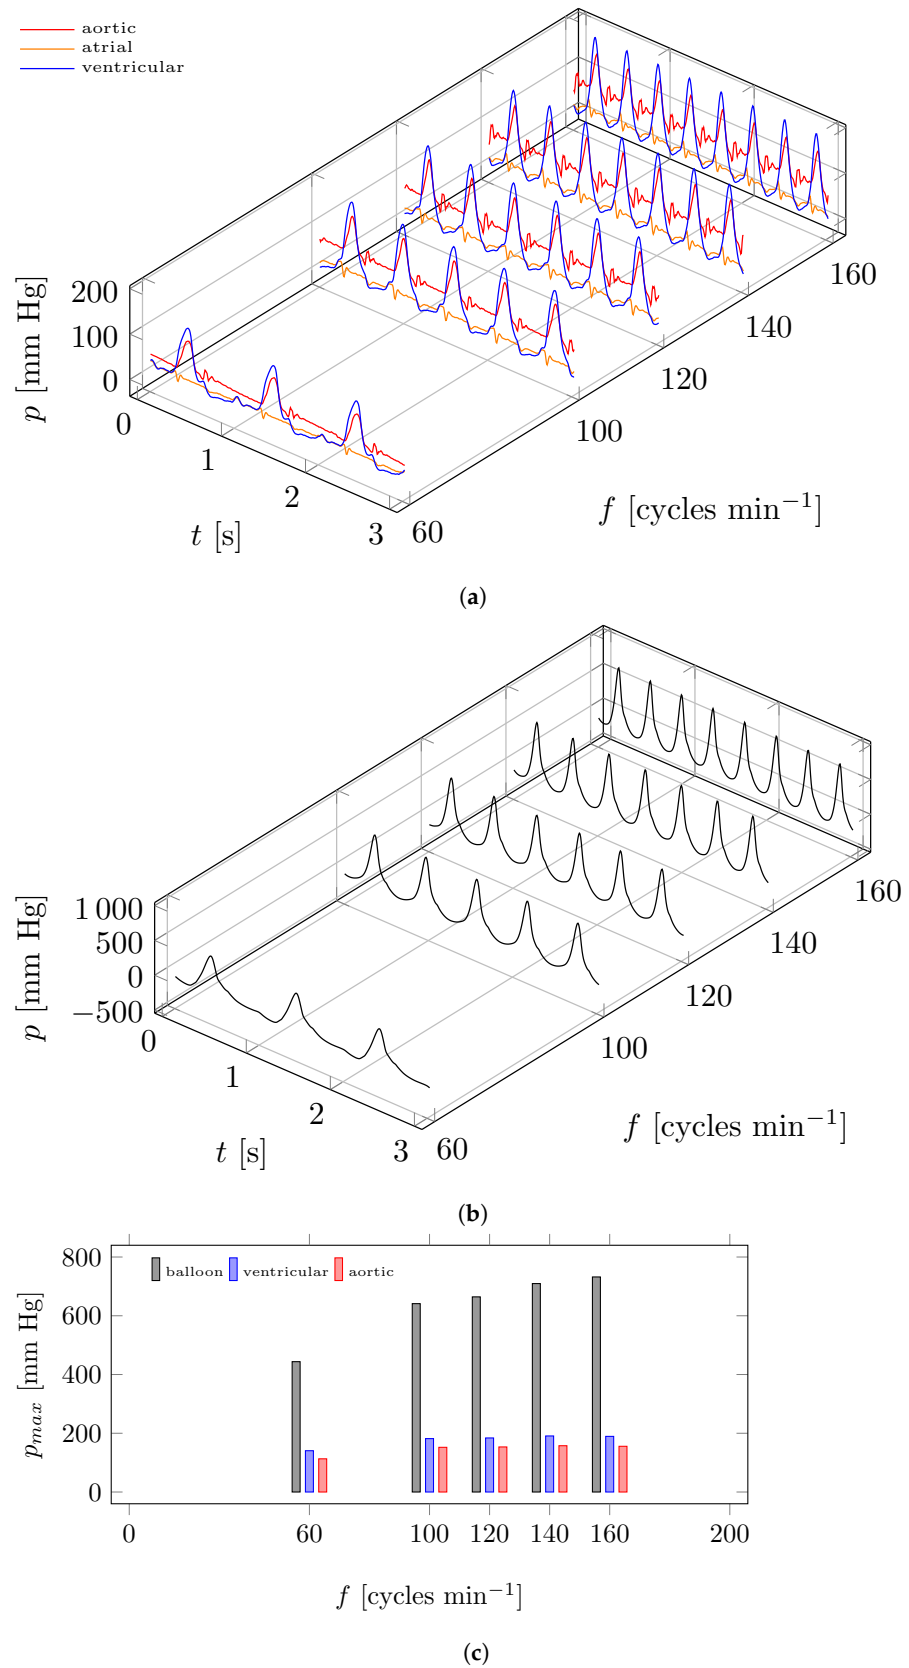 aortic
atrial
ventricular
200
100
0
p [mm Hg]
0
1
2
3
t [s]
60
100
120
140
160
f [cycles min−1]
(a)
1 000
500
0
−500
p [mm Hg]
0
1
2
3
t [s]
60
100
120
140
160
f [cycles min−1]
(b)
800
600
400
200
0
pmax [mm Hg]
balloon ventricular aortic
0 60 100 120 140 160 200
f [cycles min−1]
(c)